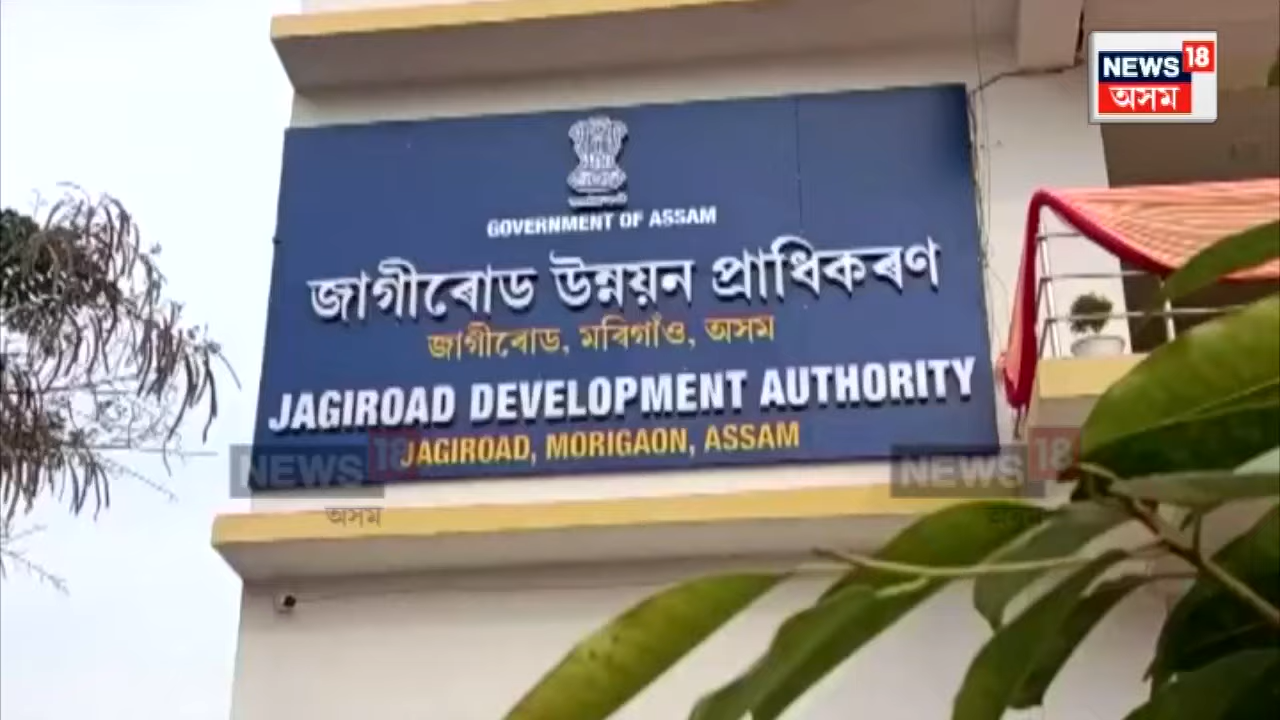 NEWS 18
অসম
GOVERNMENT OF ASSAM
জাগীৰোড উন্নয়ন প্ৰাধিকৰণ
জাগীৰোড, মৰিগাঁও, অসম
JAGIROAD DEVELOPMENT AUTHORITY
JAGIROAD, MORIGAON, ASSAM
NEWS 18
অসম
NEWS 18
অসম